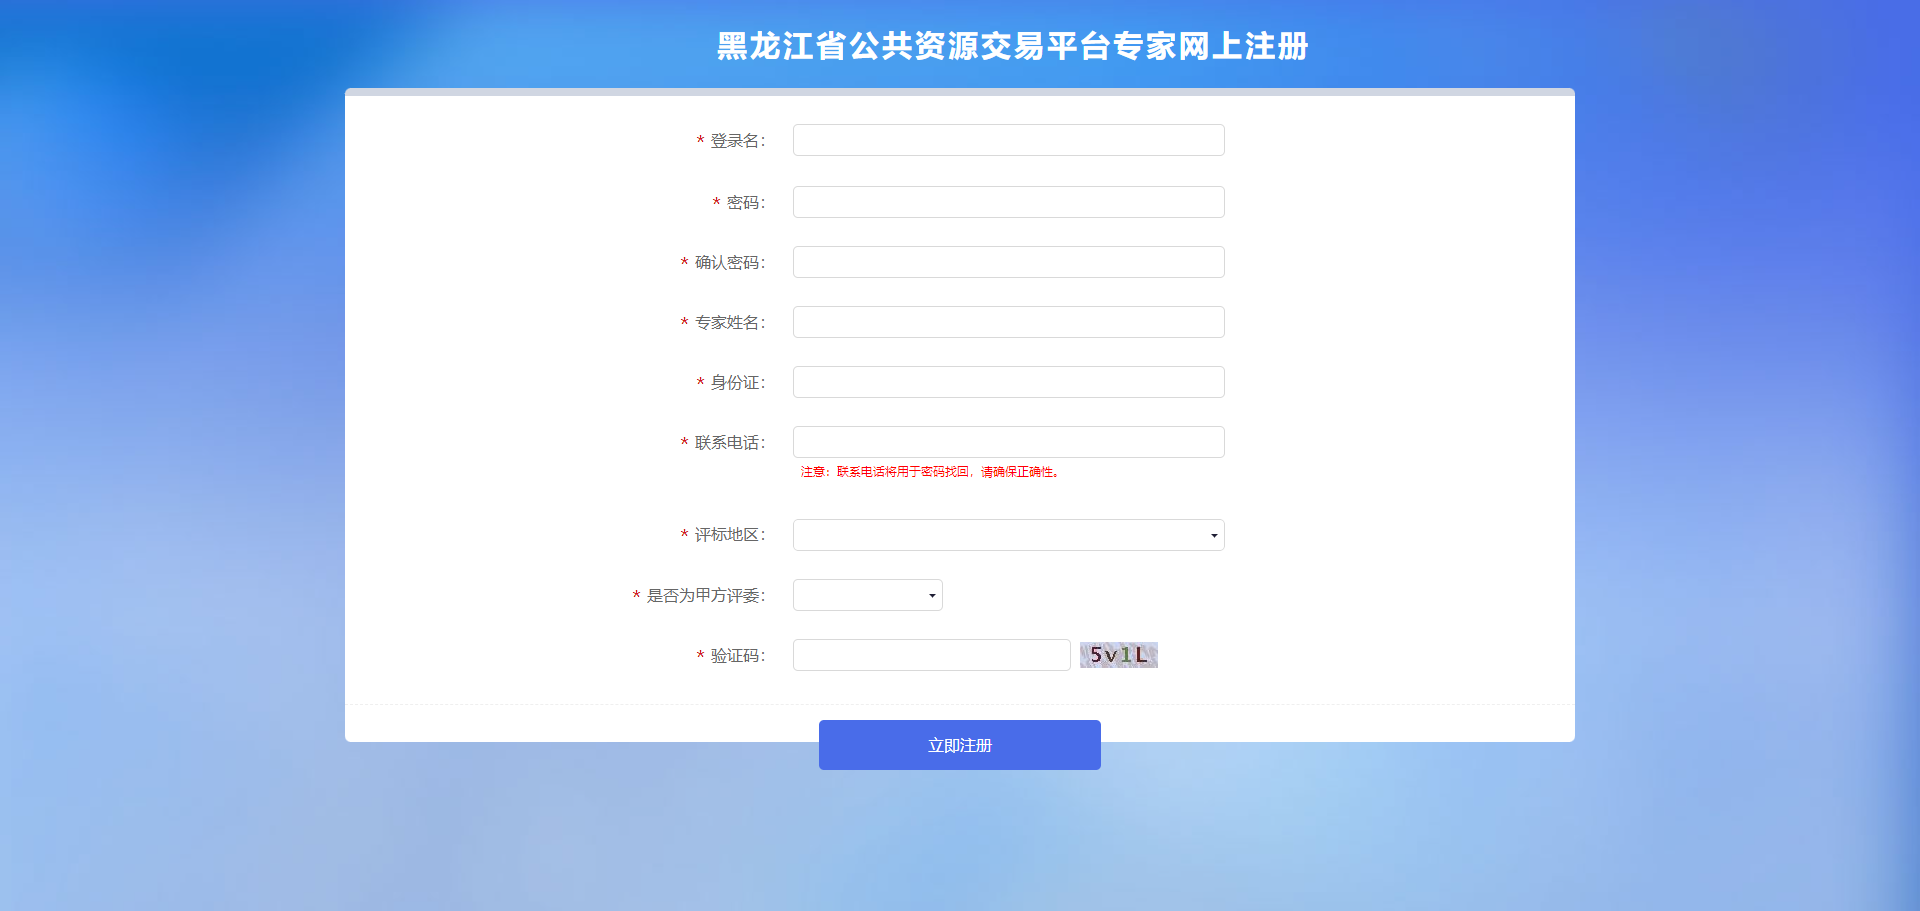 黑龙江省公共资源交易平台专家网上注册
* 登录名：
* 密码：
* 确认密码：
* 专家姓名：
* 身份证：
* 联系电话：
注意：联系电话将用于密码找回，请确保正确性。
* 评标地区：
* 是否为甲方评委：
* 验证码： 5v1L
立即注册